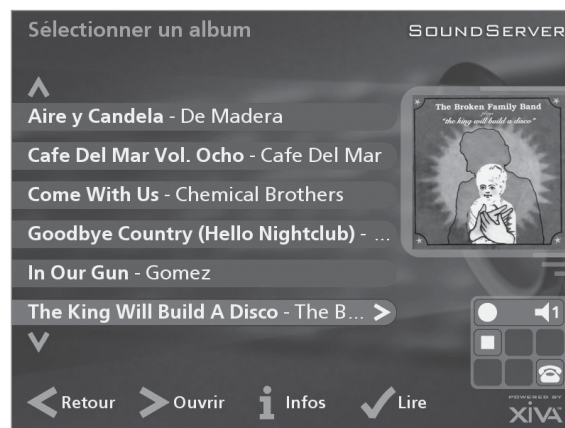 Sélectionner un album
SOUNDSERVER
Aire y Candela - De Madera
Cafe Del Mar Vol. Ocho - Cafe Del Mar
Come With Us - Chemical Brothers
Goodbye Country (Hello Nightclub) - ...
In Our Gun - Gomez
The King Will Build A Disco - The B... >
The Broken Family Band
plays
"the king will build a disco"
1
Retour
Ouvrir
Infos
Lire
POWERED BY
XIVA